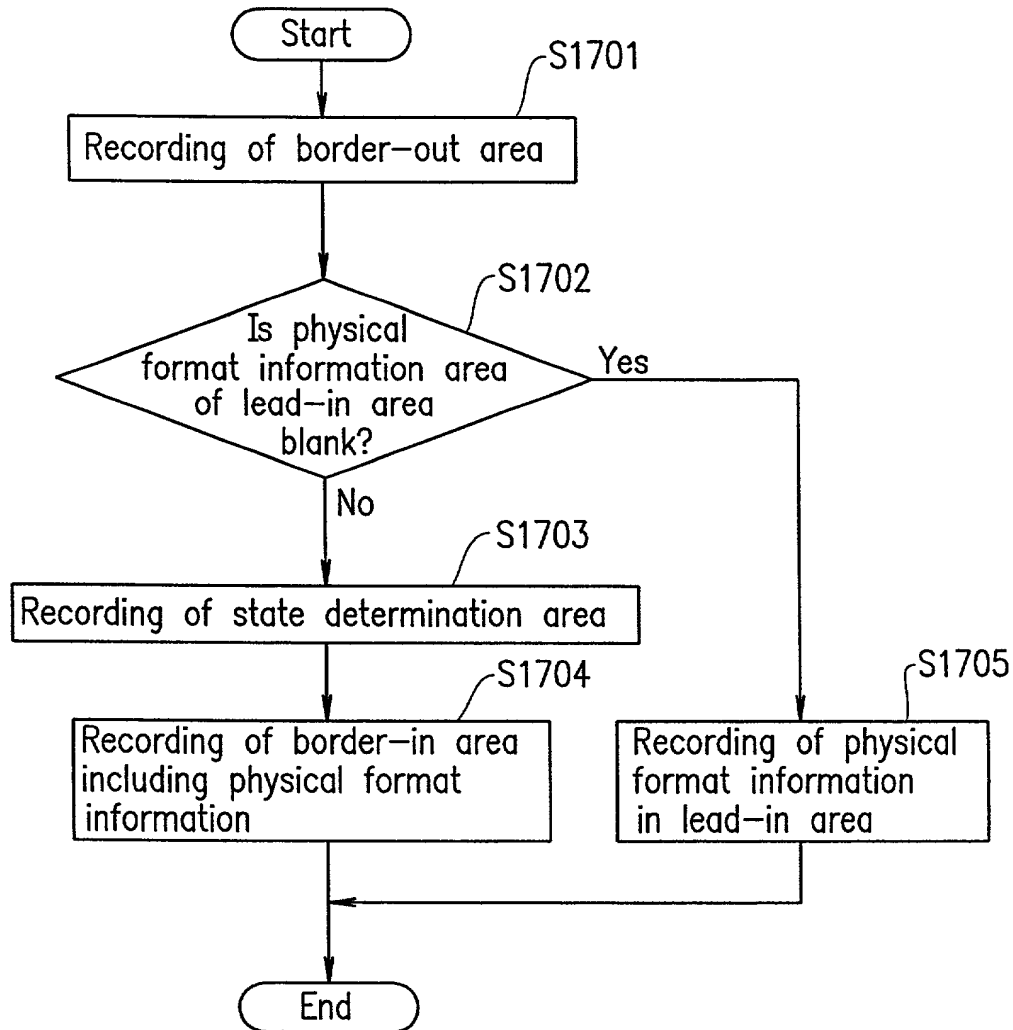 Start
S1701
Recording of border-out area
S1702
Is physical
format information area
of lead-in area
blank?
Yes
No
S1703
Recording of state determination area
S1704
Recording of border-in area
including physical format
information
S1705
Recording of physical
format information
in lead-in area
End